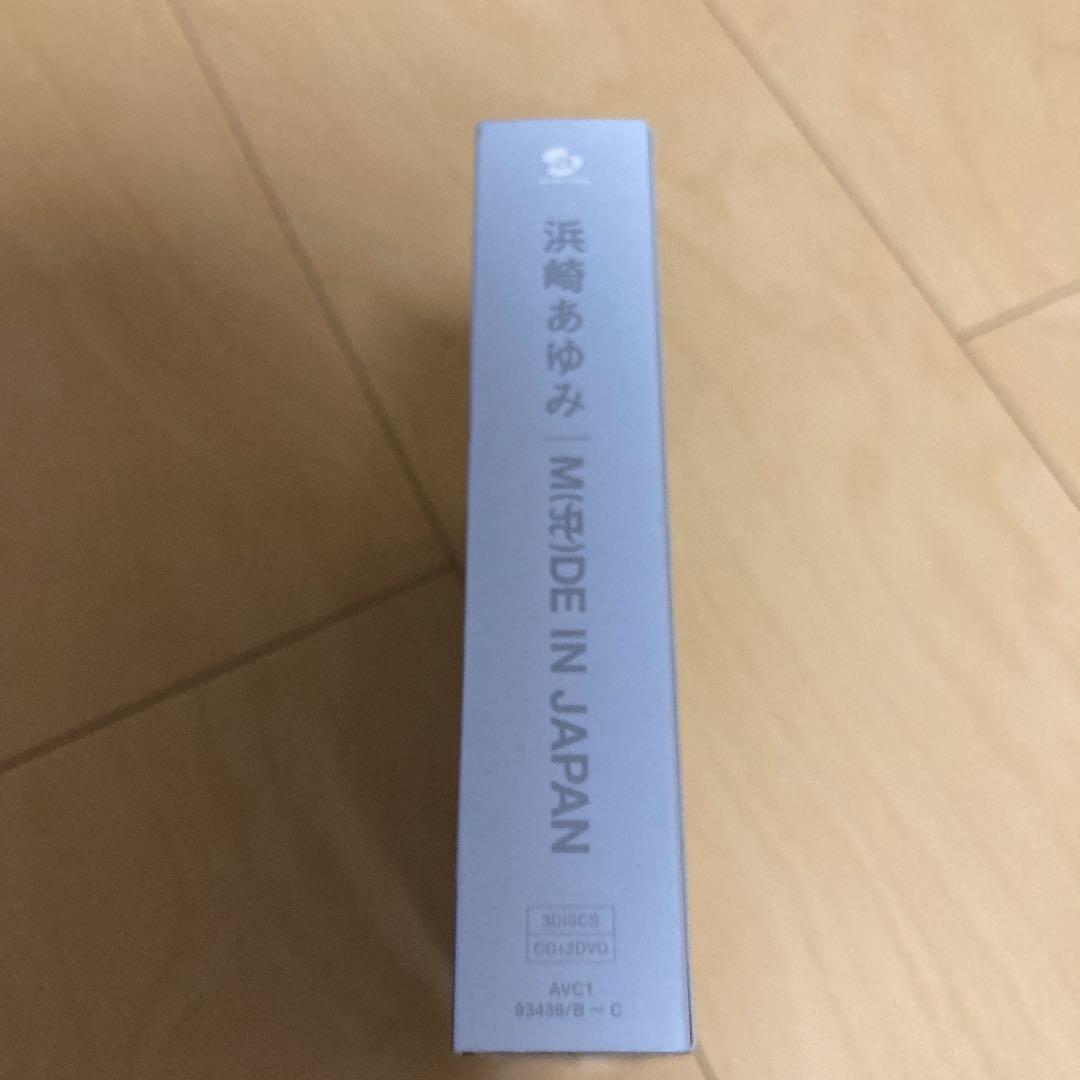 浜崎あゆみ | M(A)DE IN JAPAN
3DISCS
CD+2DVD
AVC1
93436/B ~ C